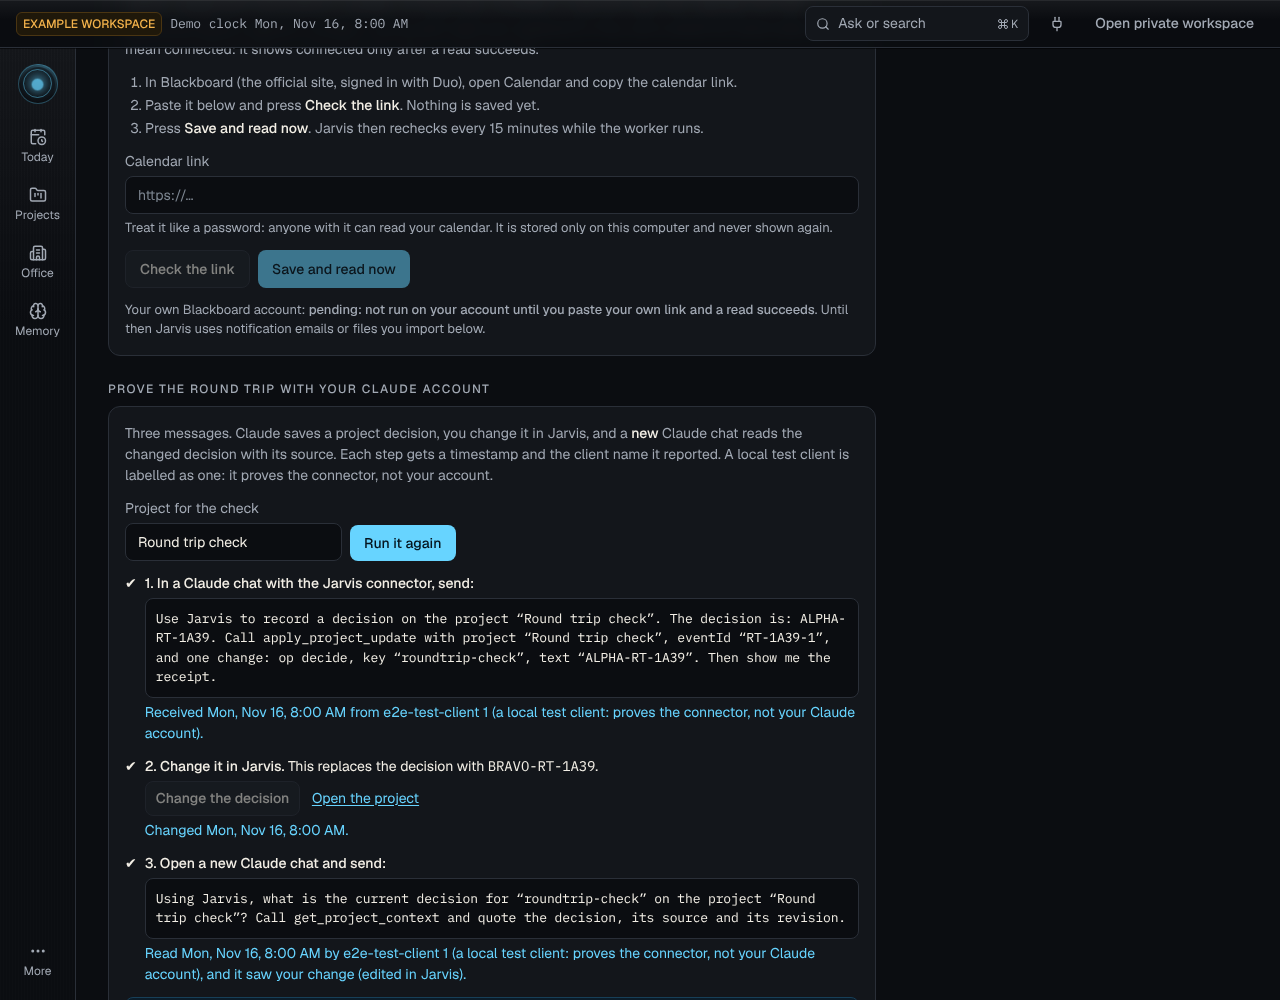 EXAMPLE WORKSPACE Demo clock Mon, Nov 16, 8:00 AM
Ask or search ⌘K
Open private workspace
Today
Projects
Office
Memory
More
mean connected: it shows connected only after a read succeeds.
1. In Blackboard (the official site, signed in with Duo), open Calendar and copy the calendar link.
2. Paste it below and press Check the link. Nothing is saved yet.
3. Press Save and read now. Jarvis then rechecks every 15 minutes while the worker runs.
Calendar link
https://…
Treat it like a password: anyone with it can read your calendar. It is stored only on this computer and never shown again.
Check the link
Save and read now
Your own Blackboard account: pending: not run on your account until you paste your own link and a read succeeds. Until
then Jarvis uses notification emails or files you import below.
PROVE THE ROUND TRIP WITH YOUR CLAUDE ACCOUNT
Three messages. Claude saves a project decision, you change it in Jarvis, and a new Claude chat reads the
changed decision with its source. Each step gets a timestamp and the client name it reported. A local test client is
labelled as one: it proves the connector, not your account.
Project for the check
Round trip check
Run it again
✔ 1. In a Claude chat with the Jarvis connector, send:
Use Jarvis to record a decision on the project “Round trip check”. The decision is: ALPHA-
RT-1A39. Call apply_project_update with project “Round trip check”, eventId “RT-1A39-1”,
and one change: op decide, key “roundtrip-check”, text “ALPHA-RT-1A39”. Then show me the
receipt.
Received Mon, Nov 16, 8:00 AM from e2e-test-client 1 (a local test client: proves the connector, not your Claude
account).
✔ 2. Change it in Jarvis. This replaces the decision with BRAVO-RT-1A39.
Change the decision
Open the project
Changed Mon, Nov 16, 8:00 AM.
✔ 3. Open a new Claude chat and send:
Using Jarvis, what is the current decision for “roundtrip-check” on the project “Round
trip check”? Call get_project_context and quote the decision, its source and its revision.
Read Mon, Nov 16, 8:00 AM by e2e-test-client 1 (a local test client: proves the connector, not your Claude
account), and it saw your change (edited in Jarvis).